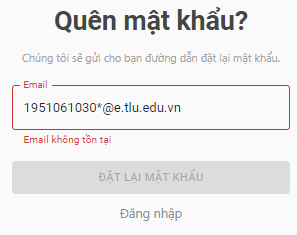 Quên mật khẩu?
Chúng tôi sẽ gửi cho bạn đường dẫn đặt lại mật khẩu.
Email
1951061030*@e.tlu.edu.vn
Email không tồn tại
ĐẶT LẠI MẬT KHẨU
Đăng nhập